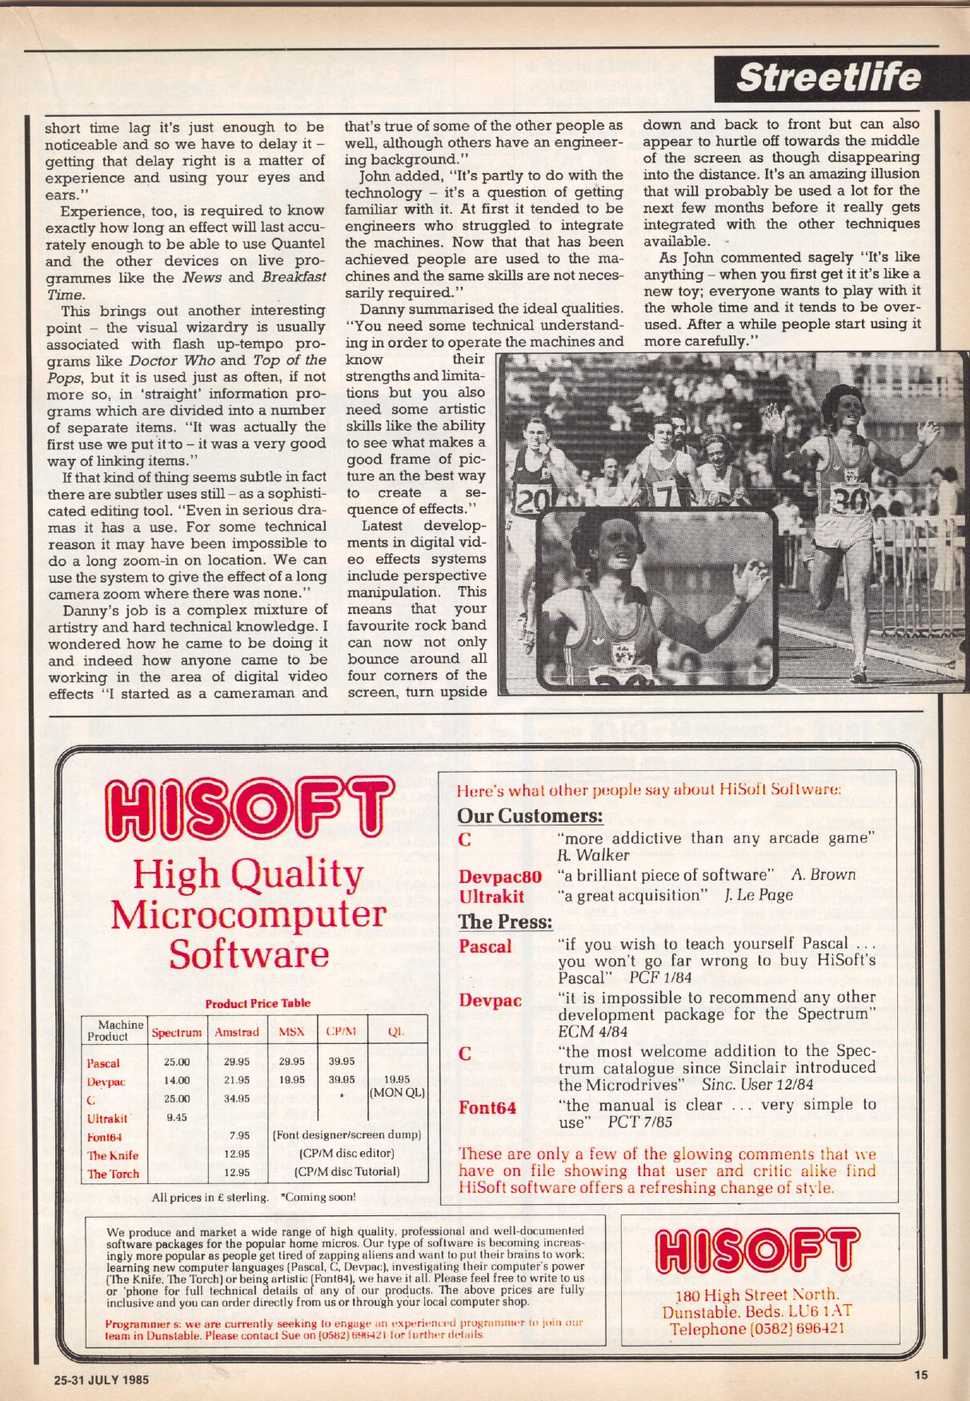 Streetlife
short time lag it's just enough to be
noticeable and so we have to delay it –
getting that delay right is a matter of
experience and using your eyes and
ears."
Experience, too, is required to know
exactly how long an effect will last accu-
rately enough to be able to use Quantel
and the other devices on live pro-
grammes like the News and Breakfast
Time.
This brings out another interesting
point – the visual wizardry is usually
associated with flash up-tempo pro-
grams like Doctor Who and Top of the
Pops, but it is used just as often, if not
more so, in 'straight' information pro-
grams which are divided into a number
of separate items. "It was actually the
first use we put it to – it was a very good
way of linking items."
If that kind of thing seems subtle in fact
there are subtler uses still – as a sophisti-
cated editing tool. "Even in serious dra-
mas it has a use. For some technical
reason it may have been impossible to
do a long zoom-in on location. We can
use the system to give the effect of a long
camera zoom where there was none."
Danny's job is a complex mixture of
artistry and hard technical knowledge. I
wondered how he came to be doing it
and indeed how anyone came to be
working in the area of digital video
effects "I started as a cameraman and
that's true of some of the other people as
well, although others have an engineer-
ing background."
John added, "It's partly to do with the
technology – it's a question of getting
familiar with it. At first it tended to be
engineers who struggled to integrate
the machines. Now that that has been
achieved people are used to the ma-
chines and the same skills are not neces-
sarily required."
Danny summarised the ideal qualities.
"You need some technical understand-
ing in order to operate the machines and
know their
strengths and limita-
tions but you also
need some artistic
skills like the ability
to see what makes a
good frame of pic-
ture an the best way
to create a se-
quence of effects."
Latest develop-
ments in digital vid-
eo effects systems
include perspective
manipulation. This
means that your
favourite rock band
can now not only
bounce around all
four corners of the
screen, turn upside
down and back to front but can also
appear to hurtle off towards the middle
of the screen as though disappearing
into the distance. It's an amazing illusion
that will probably be used a lot for the
next few months before it really gets
integrated with the other techniques
available.
As John commented sagely "It's like
anything – when you first get it it's like a
new toy; everyone wants to play with it
the whole time and it tends to be over-
used. After a while people start using it
more carefully."
20
7
30
HISOFT
High Quality
Microcomputer
Software
Product Price Table
Machine
Product Spectrum Amstrad MSX CP/M QL
Pascal 25.00 29.95 29.95 39.95
Devpac 14.00 21.95 19.95 39.95 19.95
(MON QL)
C 25.00 34.95 *
Ultrakit 9.45
Font64 7.95 (Font designer/screen dump)
The Knife 12.95 (CP/M disc editor)
The Torch 12.95 (CP/M disc Tutorial)
All prices in £ sterling. *Coming soon!
Here's what other people say about HiSoft Software:
Our Customers:
C "more addictive than any arcade game"
R. Walker
Devpac80 "a brilliant piece of software" A. Brown
Ultrakit "a great acquisition" J. Le Page
The Press:
Pascal "if you wish to teach yourself Pascal ...
you won't go far wrong to buy HiSoft's
Pascal" PCF 1/84
Devpac "it is impossible to recommend any other
development package for the Spectrum"
ECM 4/84
C "the most welcome addition to the Spec-
trum catalogue since Sinclair introduced
the Microdrives" Sinc. User 12/84
Font64 "the manual is clear ... very simple to
use" PCT 7/85
These are only a few of the glowing comments that we
have on file showing that user and critic alike find
HiSoft software offers a refreshing change of style.
We produce and market a wide range of high quality, professional and well-documented
software packages for the popular home micros. Our type of software is becoming increas-
ingly more popular as people get tired of zapping aliens and want to put their brains to work;
learning new computer languages (Pascal, C, Devpac), investigating their computer's power
(The Knife, The Torch) or being artistic (Font64), we have it all. Please feel free to write to us
or 'phone for full technical details of any of our products. The above prices are fully
inclusive and you can order directly from us or through your local computer shop.
Programmers: we are currently seeking to engage an experienced programmer to join our
team in Dunstable. Please contact Sue on (0582) 696421 for further details.
HISOFT
180 High Street North,
Dunstable, Beds. LU6 1AT
Telephone (0582) 696421
25-31 JULY 1985
15